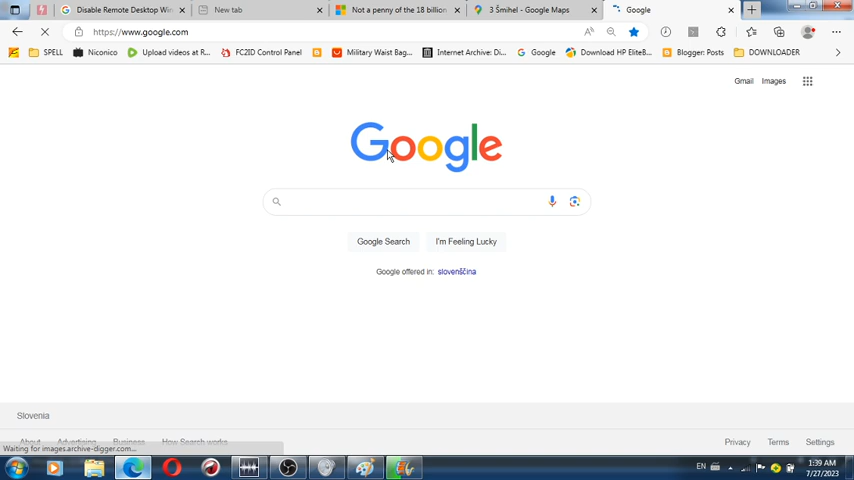 Disable Remote Desktop Win
New tab
Not a penny of the 18 billion
3 Šmihel - Google Maps
Google
https://www.google.com
SPELL
Niconico
Upload videos at R...
FC2ID Control Panel
Military Waist Bag...
Internet Archive: Di...
Google
Download HP EliteB...
Blogger: Posts
DOWNLOADER
Gmail Images
Google
Google Search
I'm Feeling Lucky
Google offered in: slovenščina
Slovenia
About Advertising Business How Search works
Privacy Terms Settings
Waiting for images.archive-digger.com...
EN
1:39 AM
7/27/2023